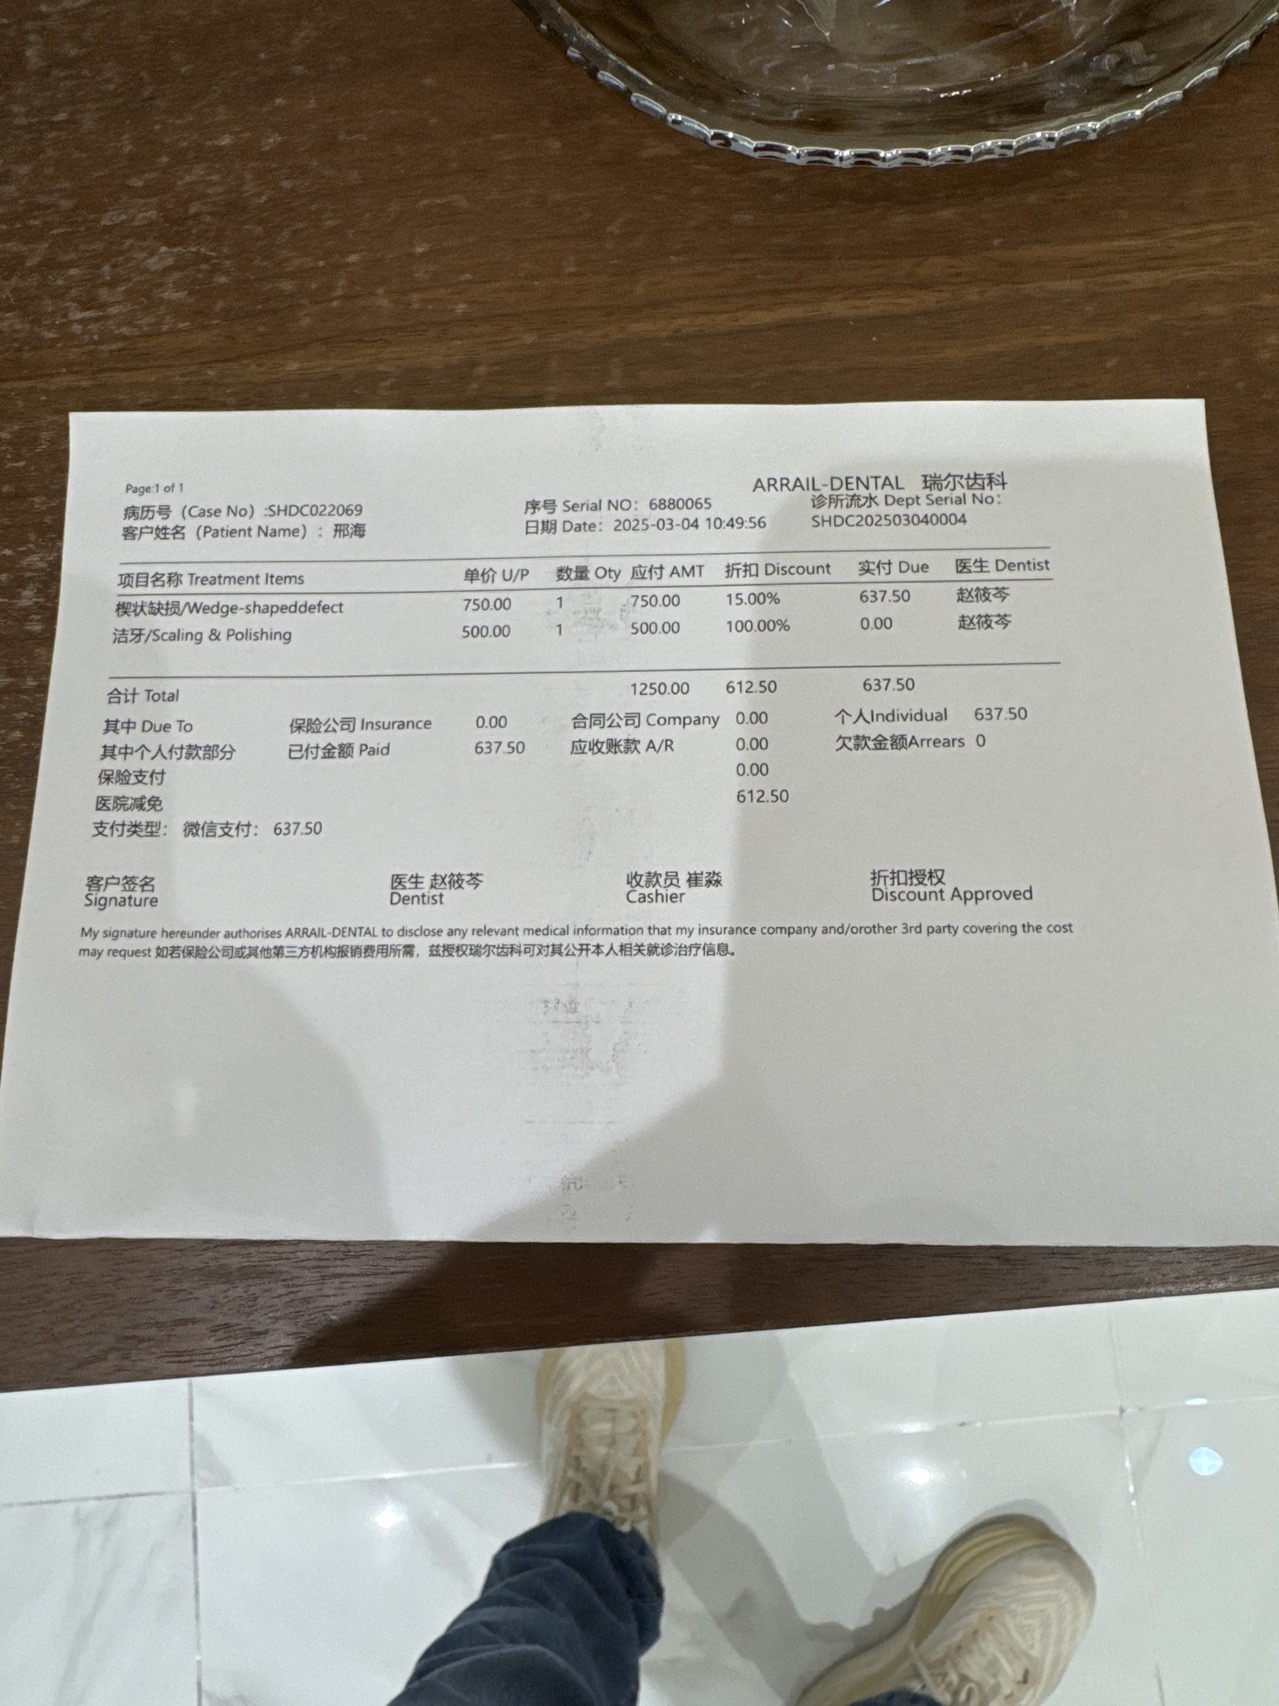 Page:1 of 1
ARRAIL-DENTAL 瑞尔齿科
病历号（Case No）:SHDC022069 序号 Serial NO：6880065 诊所流水 Dept Serial No：
客户姓名（Patient Name）：邢海 日期 Date：2025-03-04 10:49:56 SHDC202503040004
项目名称 Treatment Items 单价 U/P 数量 Qty 应付 AMT 折扣 Discount 实付 Due 医生 Dentist
楔状缺损/Wedge-shapeddefect 750.00 1 750.00 15.00% 637.50 赵筱芩
洁牙/Scaling & Polishing 500.00 1 500.00 100.00% 0.00 赵筱芩
合计 Total 1250.00 612.50 637.50
其中 Due To 保险公司 Insurance 0.00 合同公司 Company 0.00 个人Individual 637.50
其中个人付款部分 已付金额 Paid 637.50 应收账款 A/R 0.00 欠款金额Arrears 0
保险支付 0.00
医院减免 612.50
支付类型： 微信支付： 637.50
客户签名 医生 赵筱芩 收款员 崔淼 折扣授权
Signature Dentist Cashier Discount Approved
My signature hereunder authorises ARRAIL-DENTAL to disclose any relevant medical information that my insurance company and/orother 3rd party covering the cost
may request 如若保险公司或其他第三方机构报销费用所需，兹授权瑞尔齿科可对其公开本人相关就诊治疗信息。